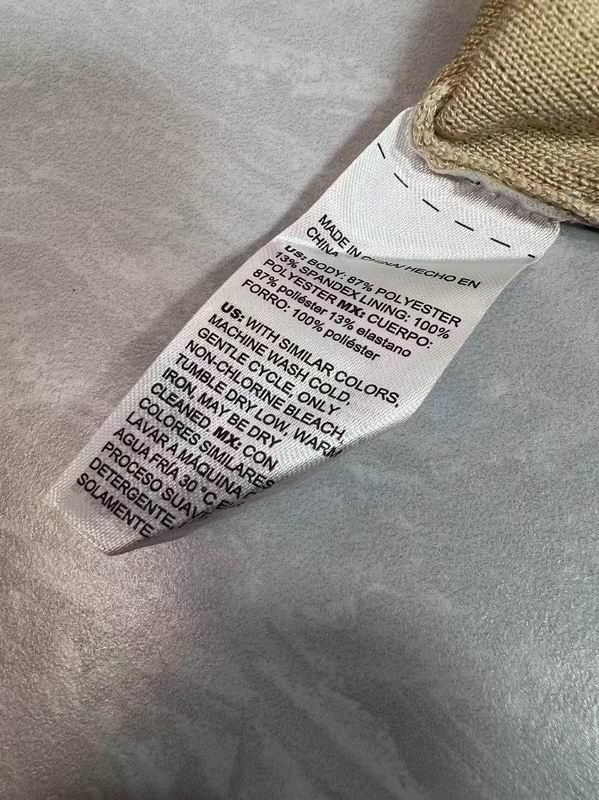 MADE IN CHINA/ HECHO EN
CHINA
US: BODY: 87% POLYESTER
13% SPANDEX LINING: 100%
POLYESTER MX: CUERPO:
87% poliéster 13% elastano
FORRO: 100% poliéster
US: WITH SIMILAR COLORS,
MACHINE WASH COLD,
GENTLE CYCLE, ONLY
NON-CHLORINE BLEACH,
TUMBLE DRY LOW, WARM
IRON, MAY BE DRY
CLEANED. MX: CON
COLORES SIMILARES
LAVAR A MAQUINA
AGUA FRIA 30 °C
PROCESO SUAV
DETERGENTE
SOLAMENTE